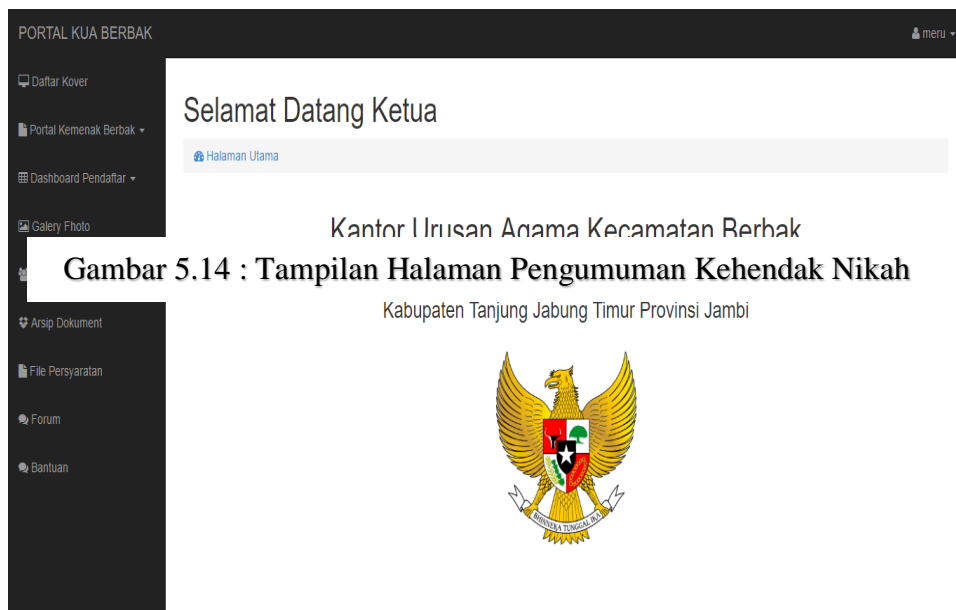 PORTAL KUA BERBAK
meru
Daftar Kover
Portal Kemenak Berbak
Dashboard Pendaftar
Galery Fhoto
Arsip Dokument
File Persyaratan
Forum
Bantuan
Selamat Datang Ketua
Halaman Utama
Kantor Urusan Agama Kecamatan Berbak
Gambar 5.14 : Tampilan Halaman Pengumuman Kehendak Nikah
Kabupaten Tanjung Jabung Timur Provinsi Jambi
BHINNEKA TUNGGAL IKA